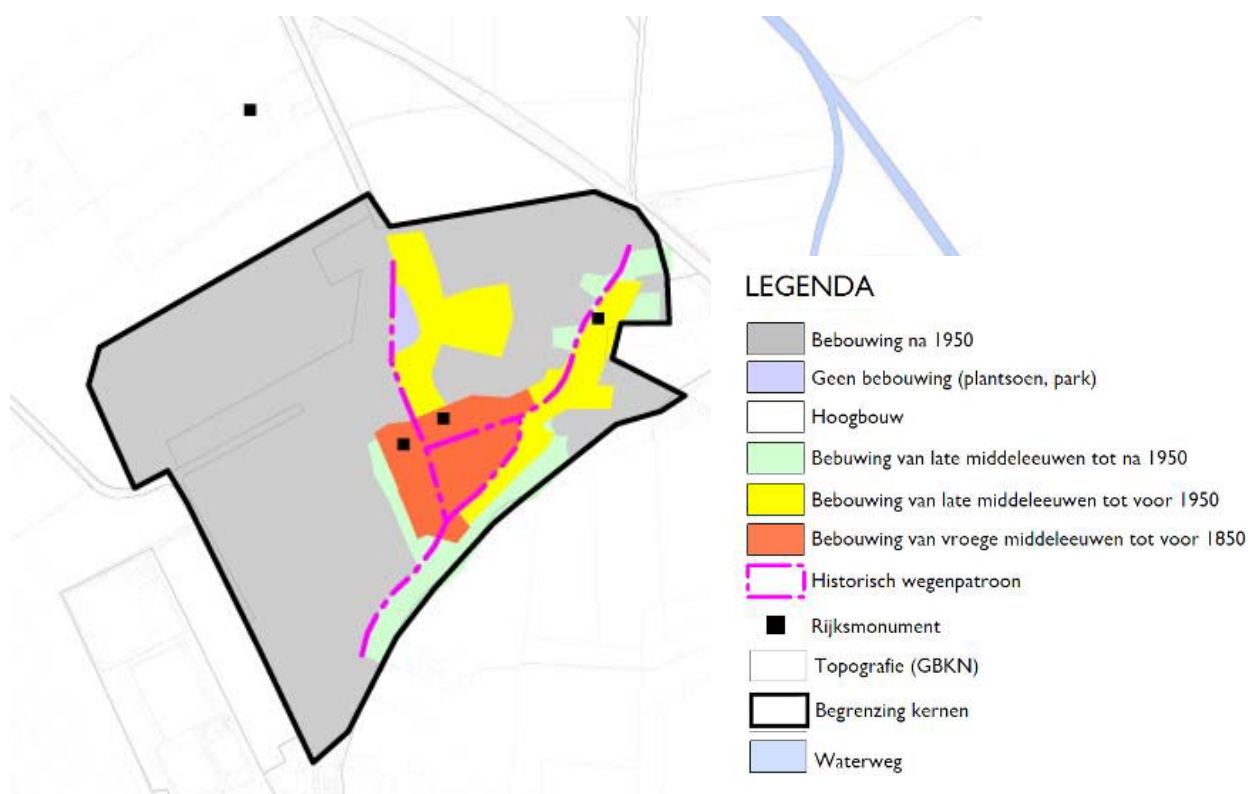 LEGENDA
Bebouwing na 1950
Geen bebouwing (plantsoen, park)
Hoogbouw
Bebuwing van late middeleeuwen tot na 1950
Bebouwing van late middeleeuwen tot voor 1950
Bebouwing van vroege middeleeuwen tot voor 1850
Historisch wegenpatroon
Rijksmonument
Topografie (GBKN)
Begrenzing kernen
Waterweg